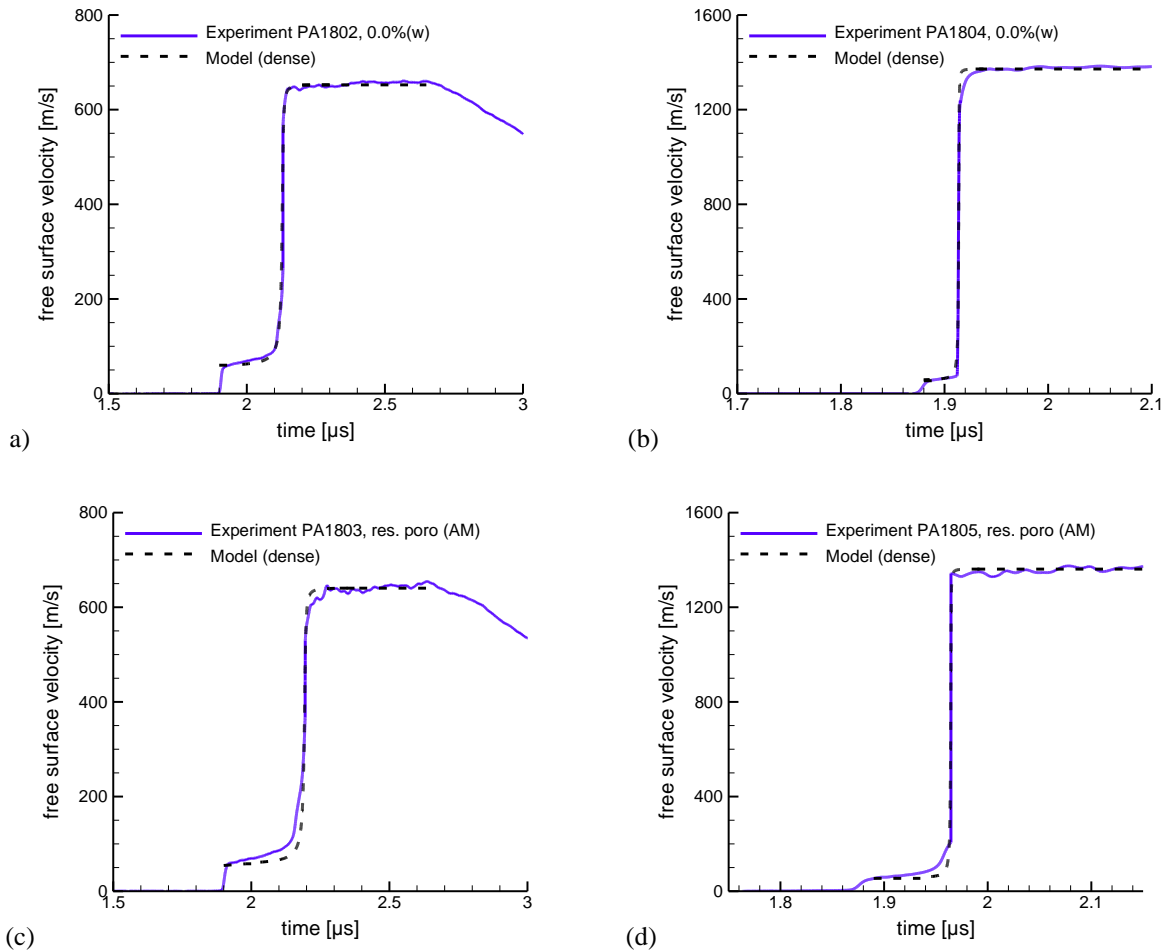 800
Experiment PA1802, 0.0%(w)
Model (dense)
600
400
200
0
free surface velocity [m/s]
1.5 2 2.5 3
time [µs]
a)
1600
Experiment PA1804, 0.0%(w)
Model (dense)
1200
800
400
0
free surface velocity [m/s]
1.7 1.8 1.9 2 2.1
time [µs]
(b)
800
Experiment PA1803, res. poro (AM)
Model (dense)
600
400
200
0
free surface velocity [m/s]
1.5 2 2.5 3
time [µs]
(c)
1600
Experiment PA1805, res. poro (AM)
Model (dense)
1200
800
400
0
free surface velocity [m/s]
1.8 1.9 2 2.1
time [µs]
(d)